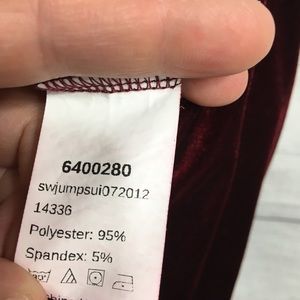 6400280
swjumpsui072012
14336
Polyester: 95%
Spandex: 5%